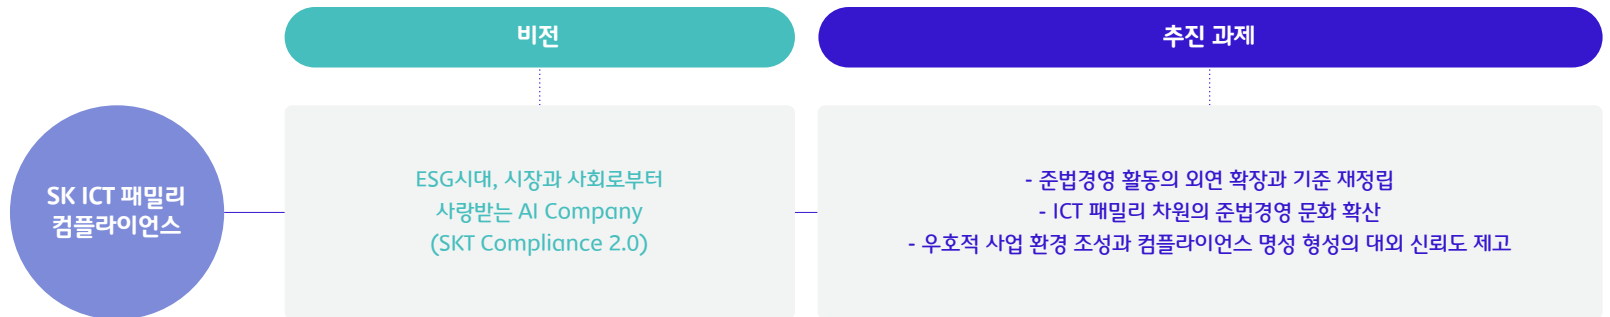 비전
추진 과제
SK ICT 패밀리
컴플라이언스
ESG시대, 시장과 사회로부터
사랑받는 AI Company
(SKT Compliance 2.0)
- 준법경영 활동의 외연 확장과 기준 재정립
- ICT 패밀리 차원의 준법경영 문화 확산
- 우호적 사업 환경 조성과 컴플라이언스 명성 형성의 대외 신뢰도 제고